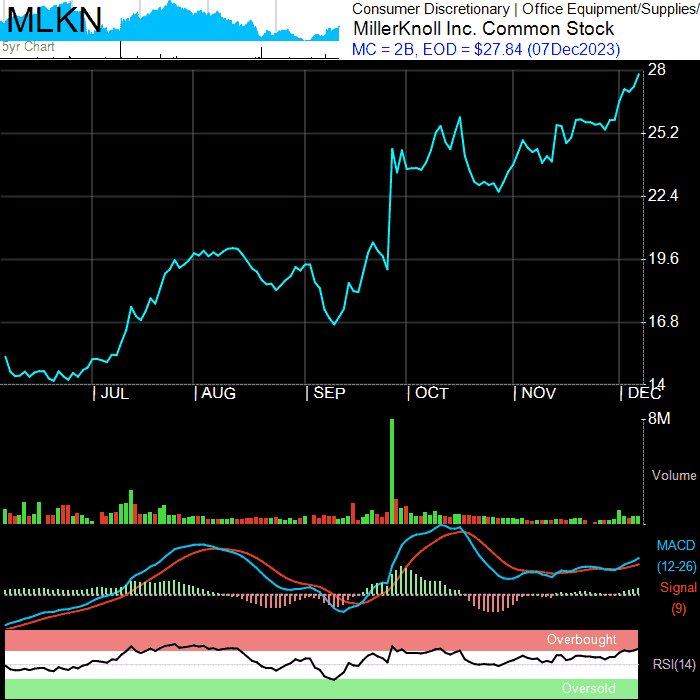 MLKN
5yr Chart
Consumer Discretionary | Office Equipment/Supplies/
MillerKnoll Inc. Common Stock
MC = 2B, EOD = $27.84 (07Dec2023)
28
25.2
22.4
19.6
16.8
14
| JUL | AUG | SEP | OCT | NOV | DEC
8M
Volume
MACD
(12-26)
Signal
(9)
Overbought
RSI(14)
Oversold